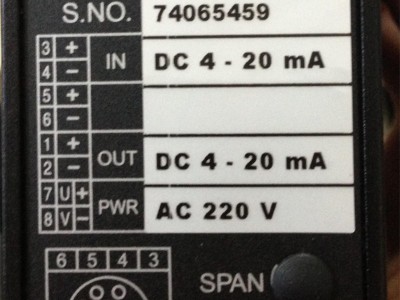 S.NO. 74065459
3 + IN DC 4 - 20 mA
4 -
5 +
6 -
1 + OUT DC 4 - 20 mA
2 -
7 U + PWR AC 220 V
8 V -
6 5 4 3
SPAN